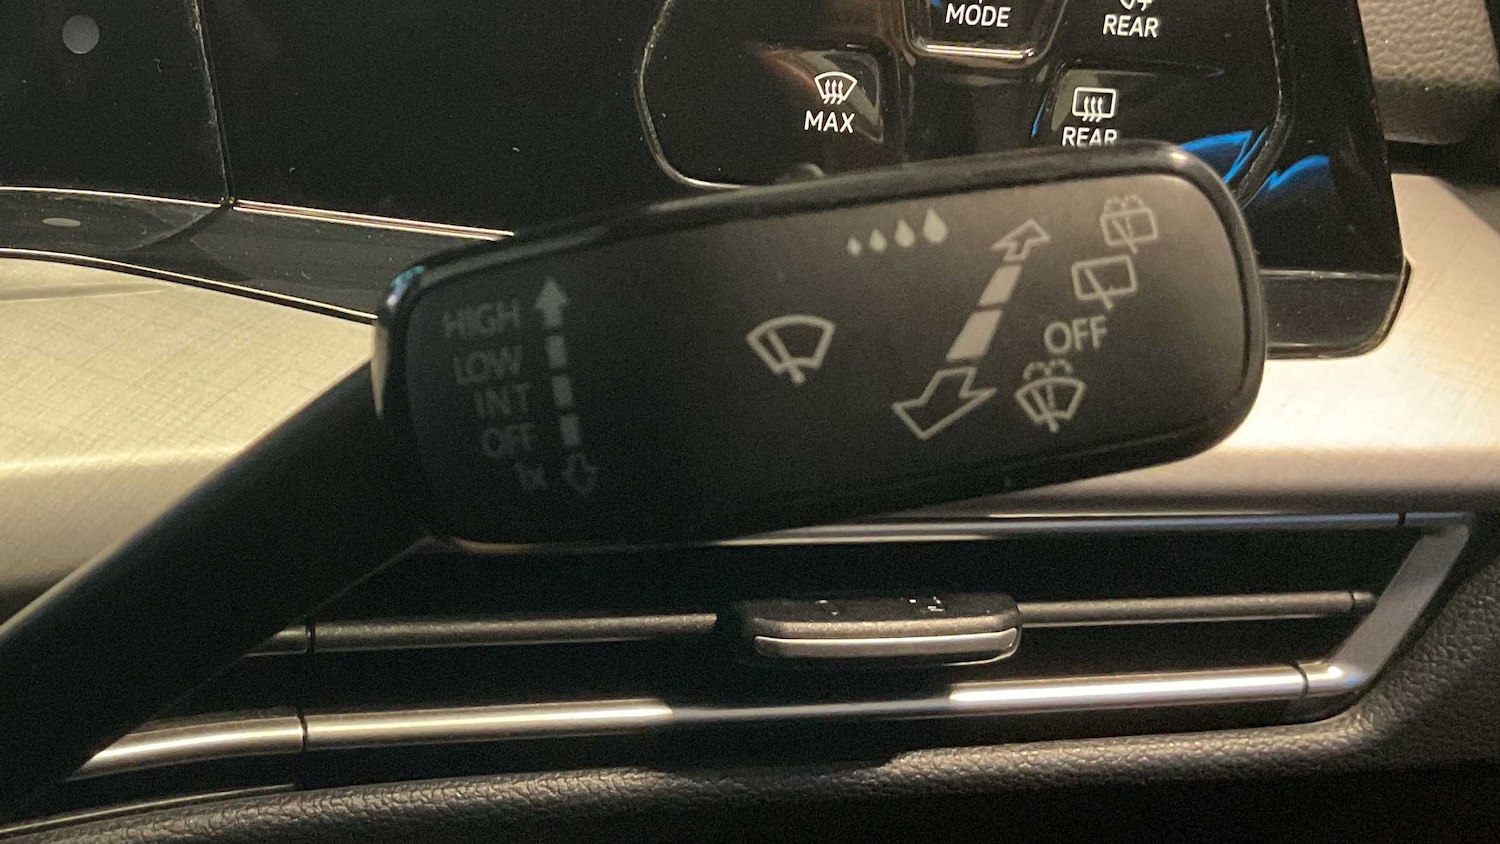 MODE
REAR
MAX
REAR
HIGH
LOW
INT
OFF
1x
OFF